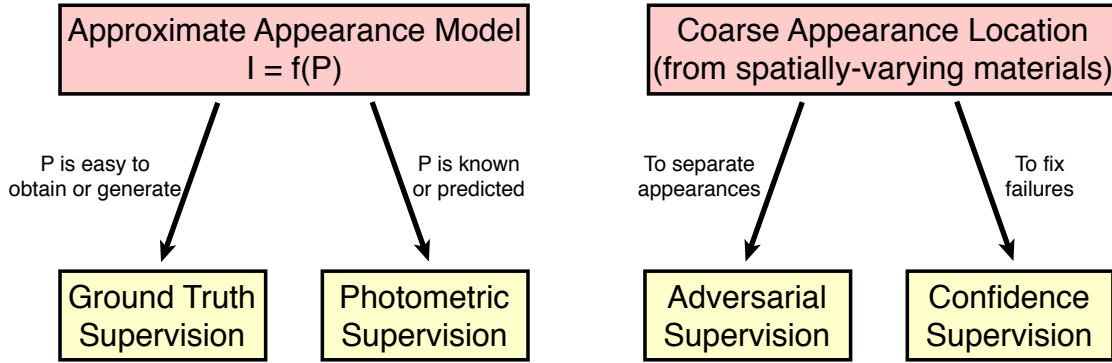 Approximate Appearance Model
I = f(P)
Coarse Appearance Location
(from spatially-varying materials)
P is easy to
obtain or generate
P is known
or predicted
To separate
appearances
To fix
failures
Ground Truth
Supervision
Photometric
Supervision
Adversarial
Supervision
Confidence
Supervision